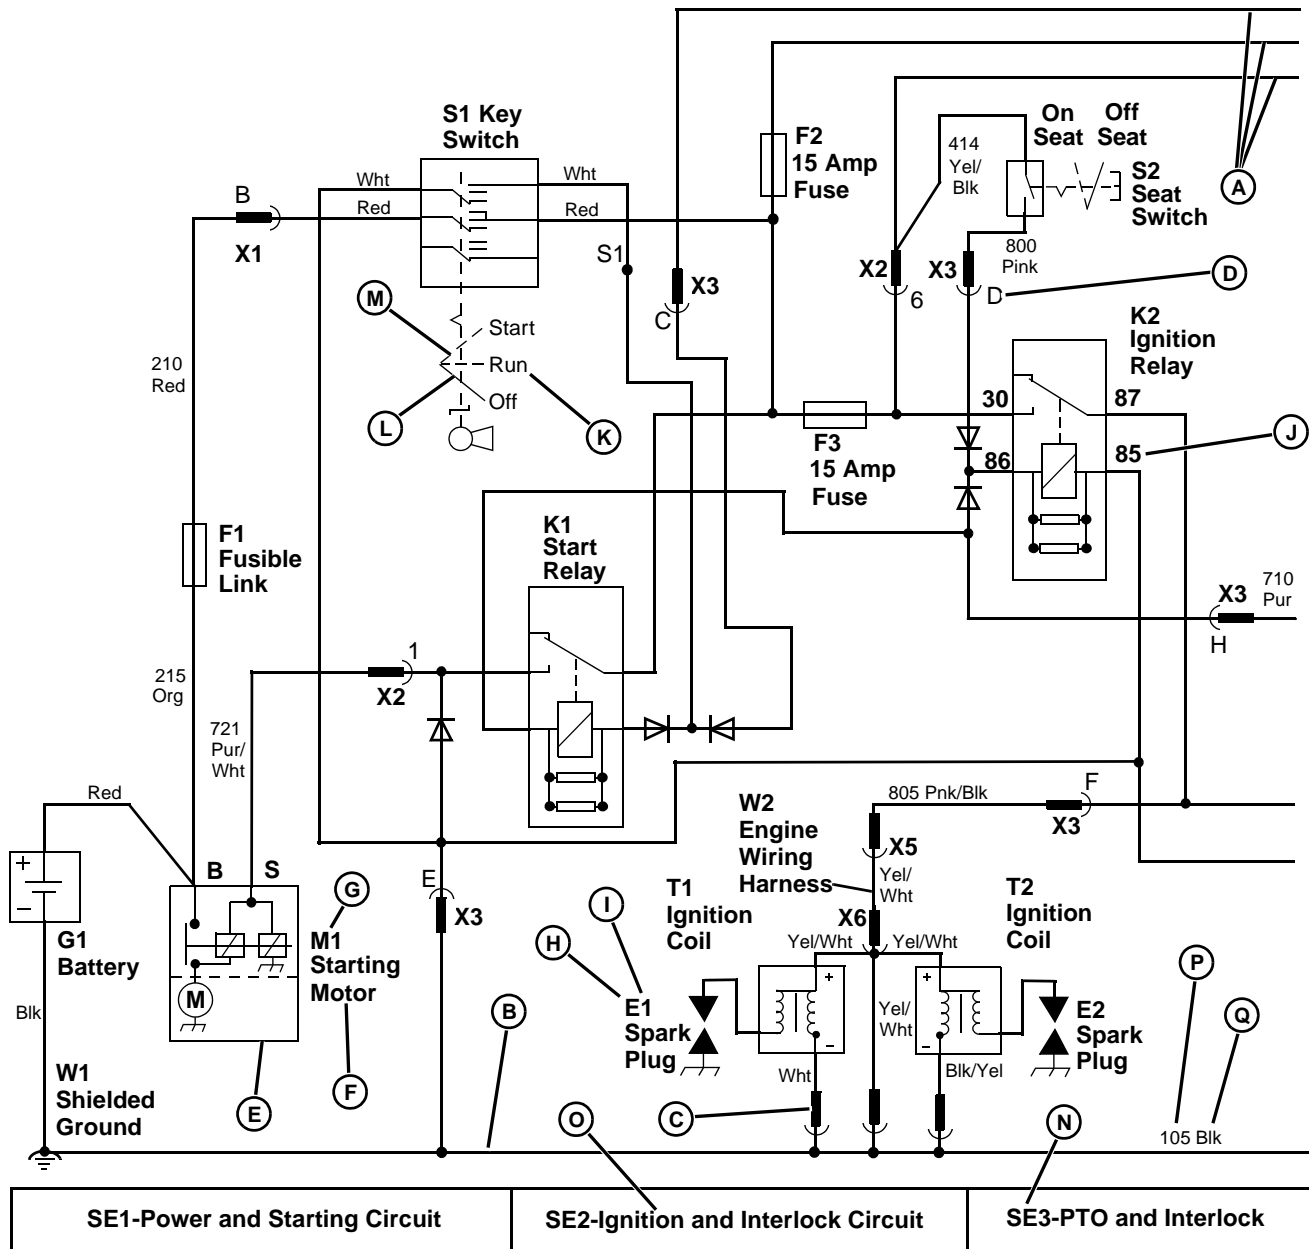 S1 Key
Switch
On
Seat
Off
Seat
F2
15 Amp
Fuse
414
Yel/
Blk
S2
Seat
Switch
A
Wht
Wht
B
Red
Red
X1
S1
800
Pink
X2
X3
D
X3
6
D
M
C
Start
K2
Ignition
Relay
210
Red
Run
Off
30
87
L
K
F3
15 Amp
Fuse
86
85
J
K1
Start
Relay
F1
Fusible
Link
710
Pur
X3
H
1
X2
215
Org
721
Pur/
Wht
Red
805 Pnk/Blk
F
X3
W2
Engine
Wiring
Harness
X5
Yel/
Wht
+
–
B
S
E
X3
G
T1
Ignition
Coil
T2
Ignition
Coil
X6
I
H
Yel/Wht
Yel/Wht
G1
Battery
M1
Starting
Motor
M
P
+
+
Blk
B
E1
Spark
Plug
Yel/
Wht
E2
Spark
Plug
Q
–
–
W1
Shielded
Ground
F
Wht
Blk/Yel
E
O
C
N
105 Blk
SE1-Power and Starting Circuit
SE2-Ignition and Interlock Circuit
SE3-PTO and Interlock